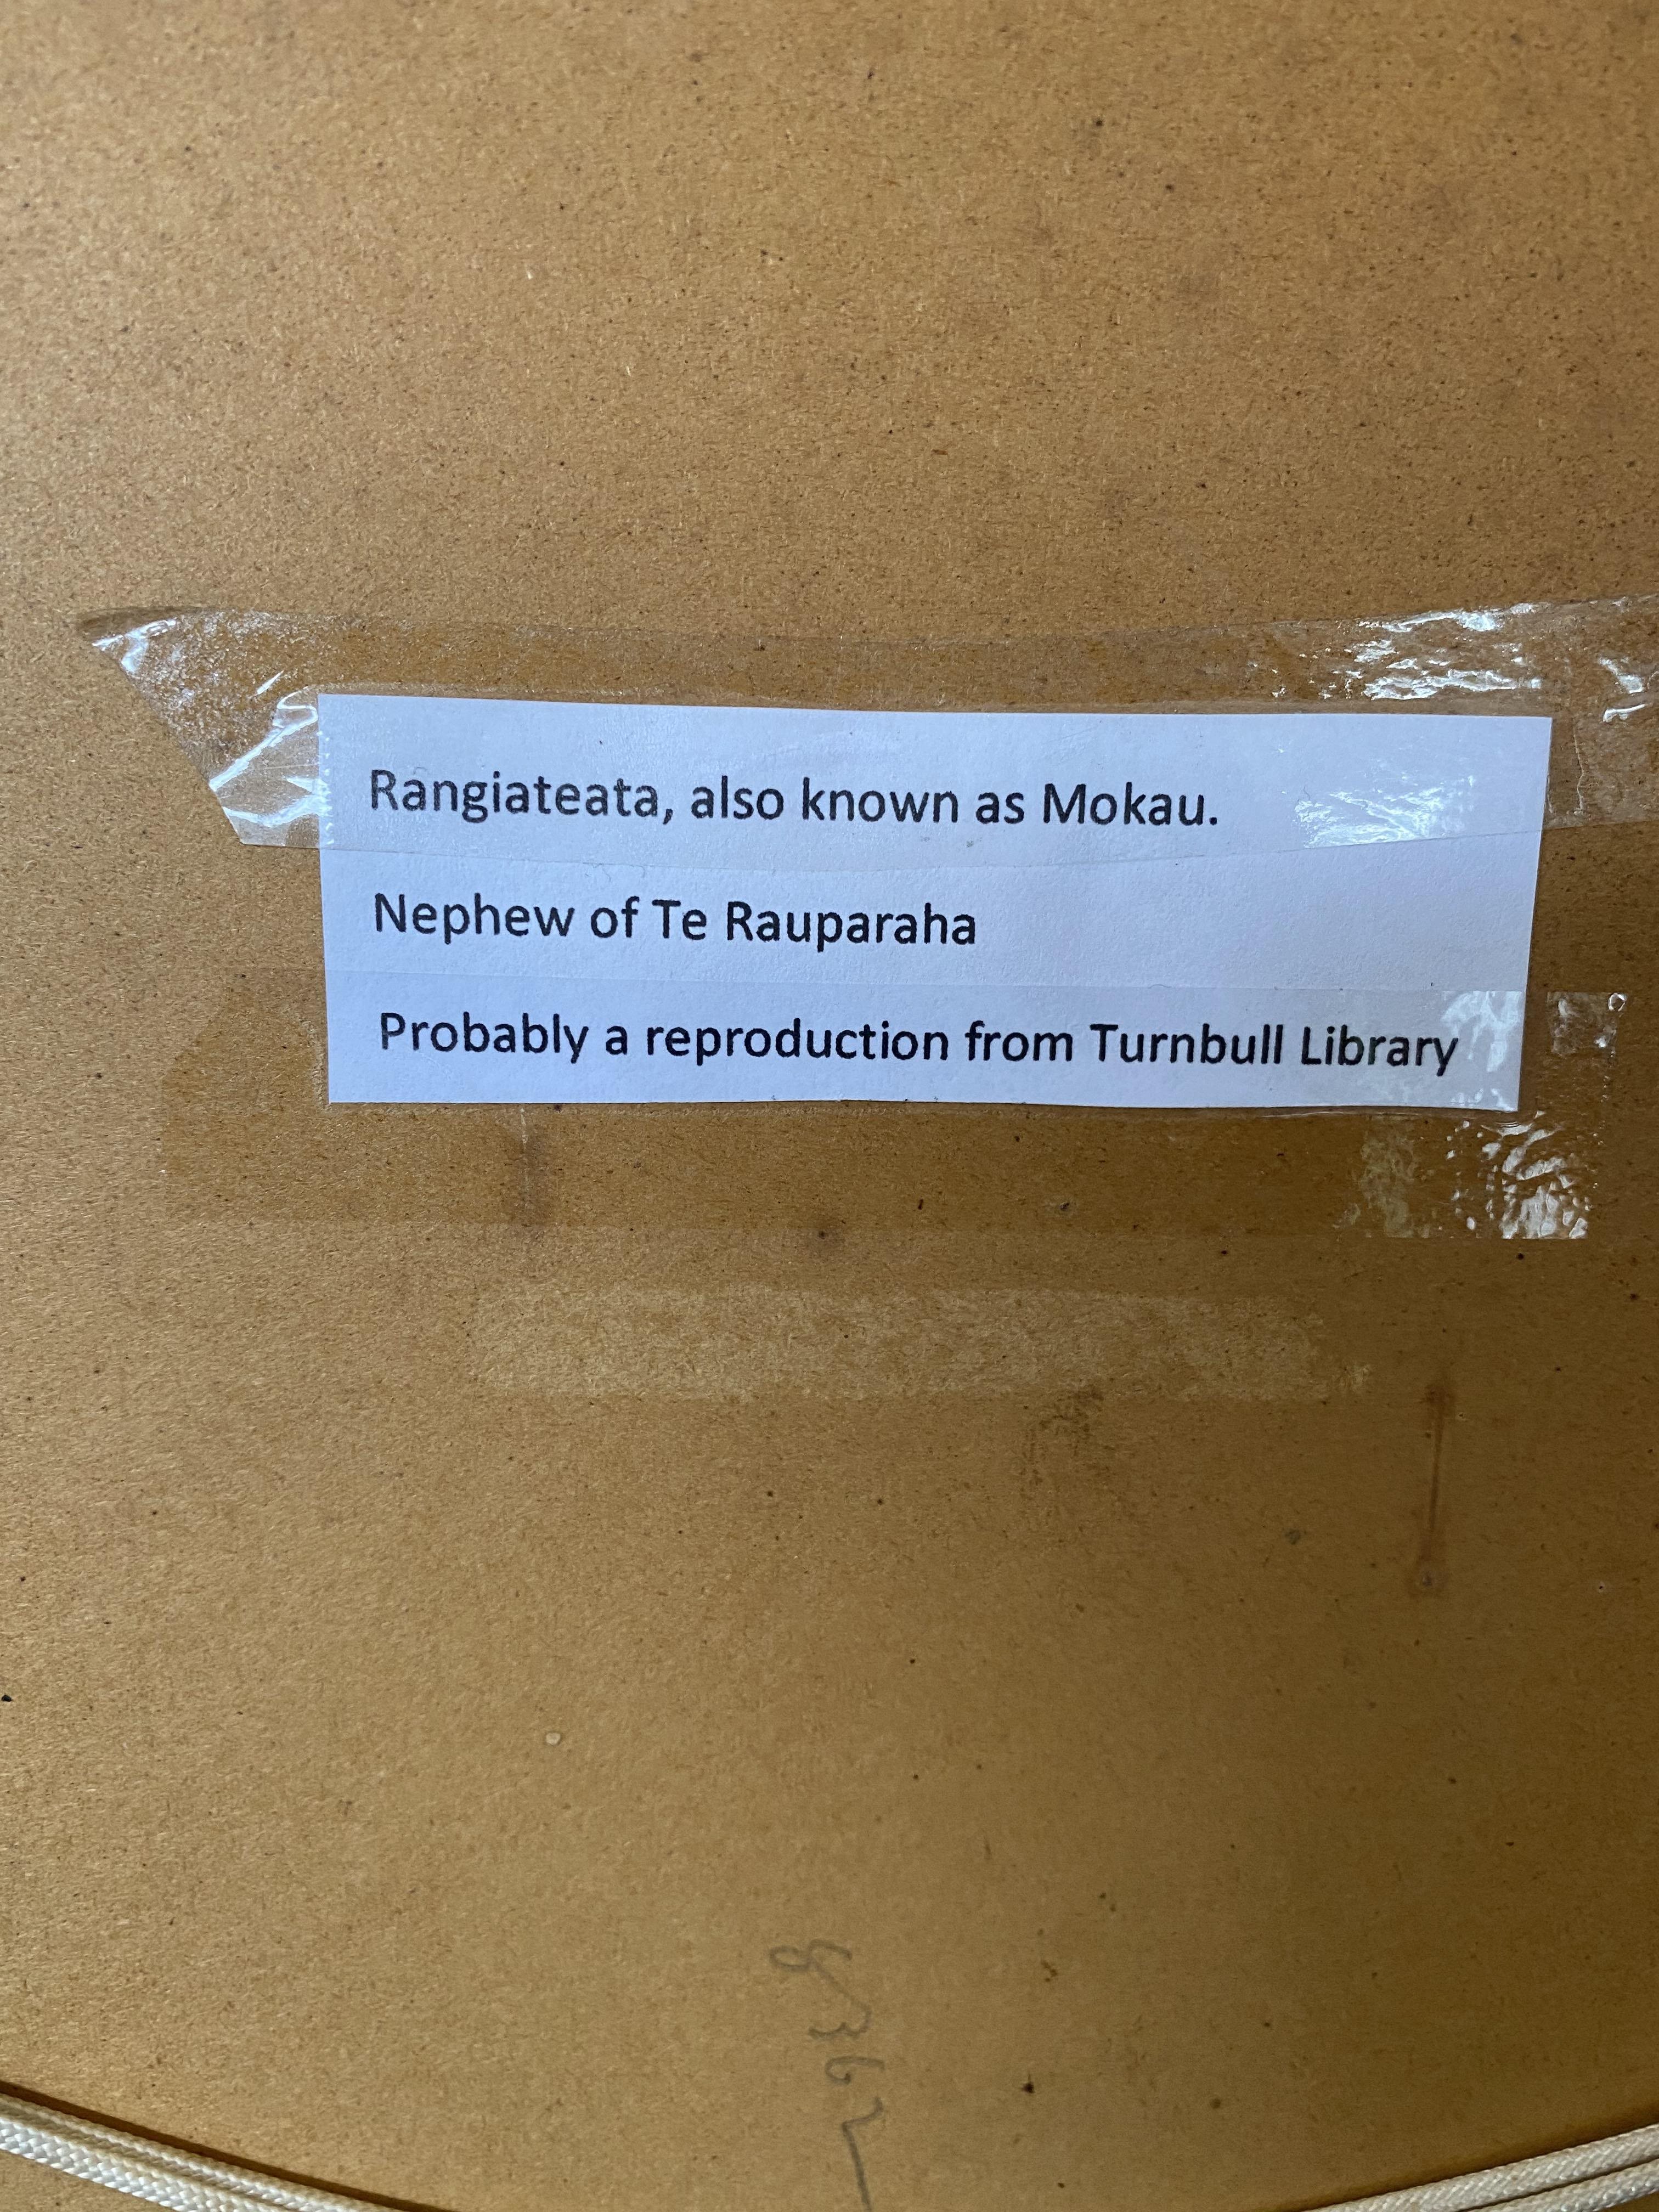 Rangiateata, also known as Mokau.
Nephew of Te Rauparaha
Probably a reproduction from Turnbull Library